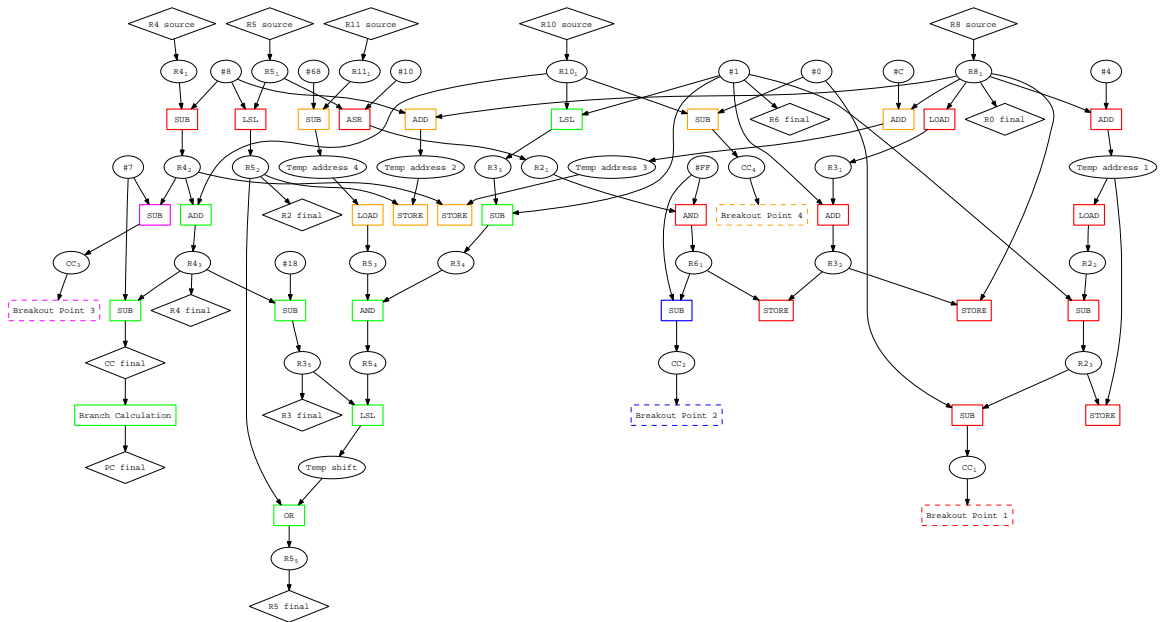 R4 source
R5 source
R11 source
R10 source
R8 source
R4₁
#8
R5₁
#68
R11₁
#10
R10₁
#1
#0
#C
R8₁
#4
SUB
LSL
SUB
ASR
ADD
LSL
SUB
R6 final
ADD
LOAD
R0 final
ADD
#7
R4₂
R5₂
Temp address 4
Temp address 2
R3₃
R2₁
Temp address 3
#FF
CC₄
R3₁
Temp address 1
SUB
ADD
R2 final
LOAD
STORE
STORE
SUB
AND
Breakout Point 4
ADD
LOAD
CC₃
R4₃
#18
R5₃
R3₄
R6₁
R3₂
R2₂
Breakout Point 3
SUB
R4 final
SUB
AND
SUB
STORE
STORE
SUB
CC final
R3₅
R5₄
CC₂
R2₃
Branch Calculation
R3 final
LSL
Breakout Point 2
SUB
STORE
PC final
Temp shift
CC₁
OR
Breakout Point 1
R5₅
R5 final